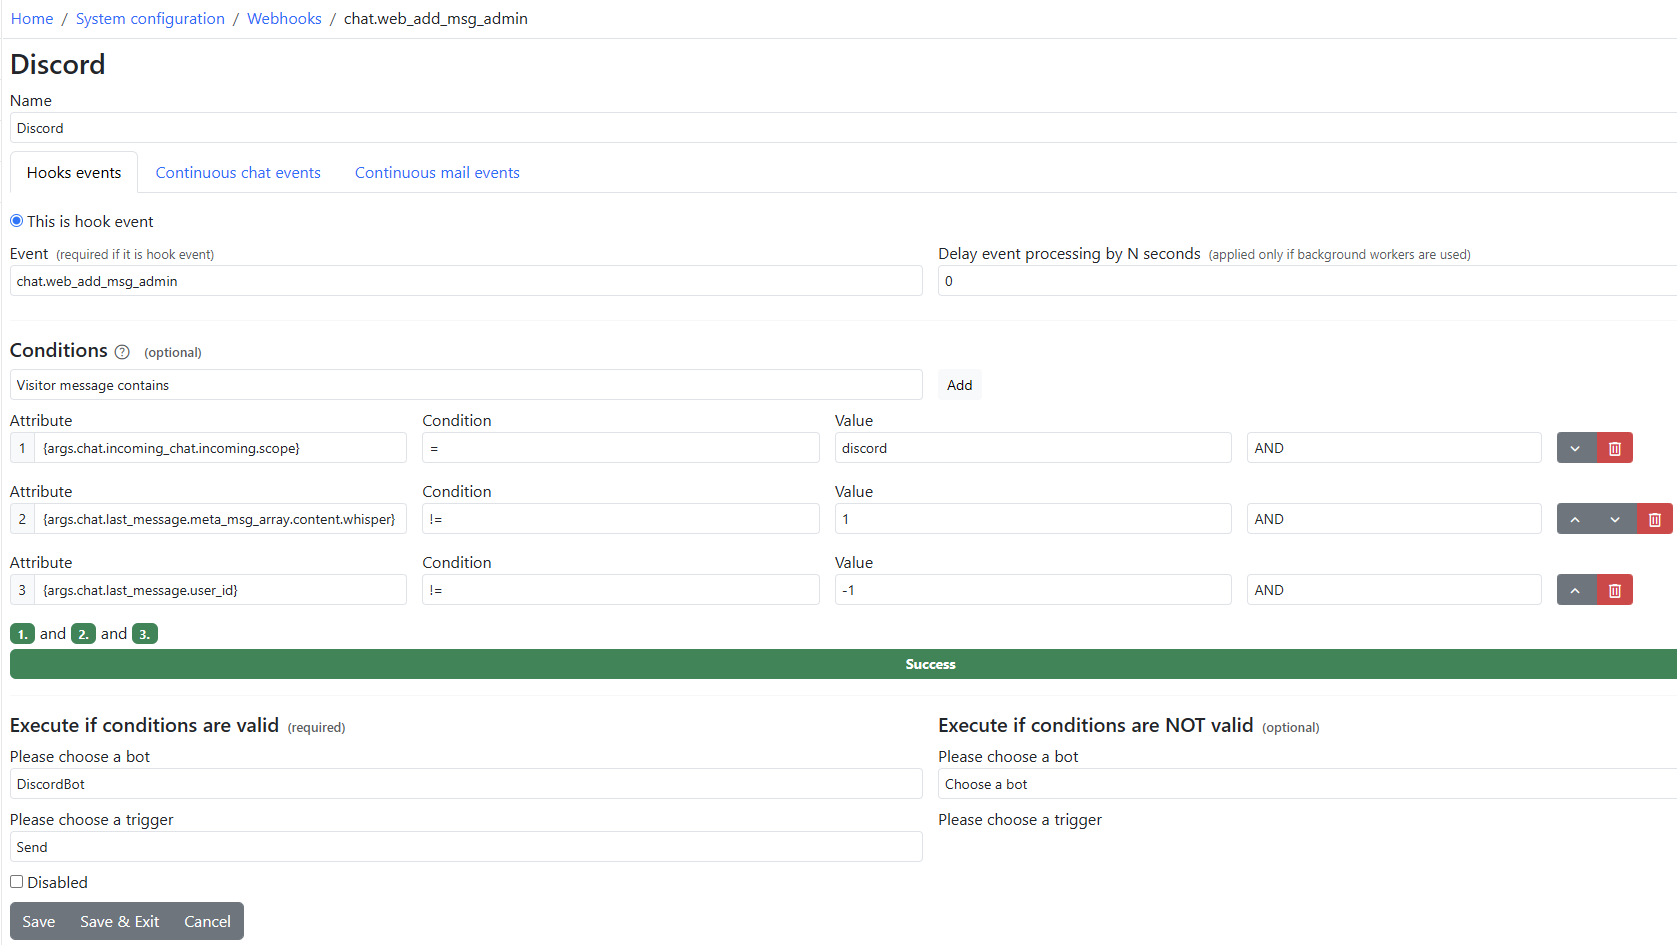 Home / System configuration / Webhooks / chat.web_add_msg_admin
Discord
Name
Discord
Hooks events Continuous chat events Continuous mail events
This is hook event
Event (required if it is hook event) Delay event processing by N seconds (applied only if background workers are used)
chat.web_add_msg_admin 0
Conditions ? (optional)
Visitor message contains Add
Attribute Condition Value
1 {args.chat.incoming_chat.incoming.scope} = discord AND
Attribute Condition Value
2 {args.chat.last_message.meta_msg_array.content.whisper} != 1 AND
Attribute Condition Value
3 {args.chat.last_message.user_id} != -1 AND
1. and 2. and 3.
Success
Execute if conditions are valid (required) Execute if conditions are NOT valid (optional)
Please choose a bot Please choose a bot
DiscordBot Choose a bot
Please choose a trigger Please choose a trigger
Send
Disabled
Save Save & Exit Cancel